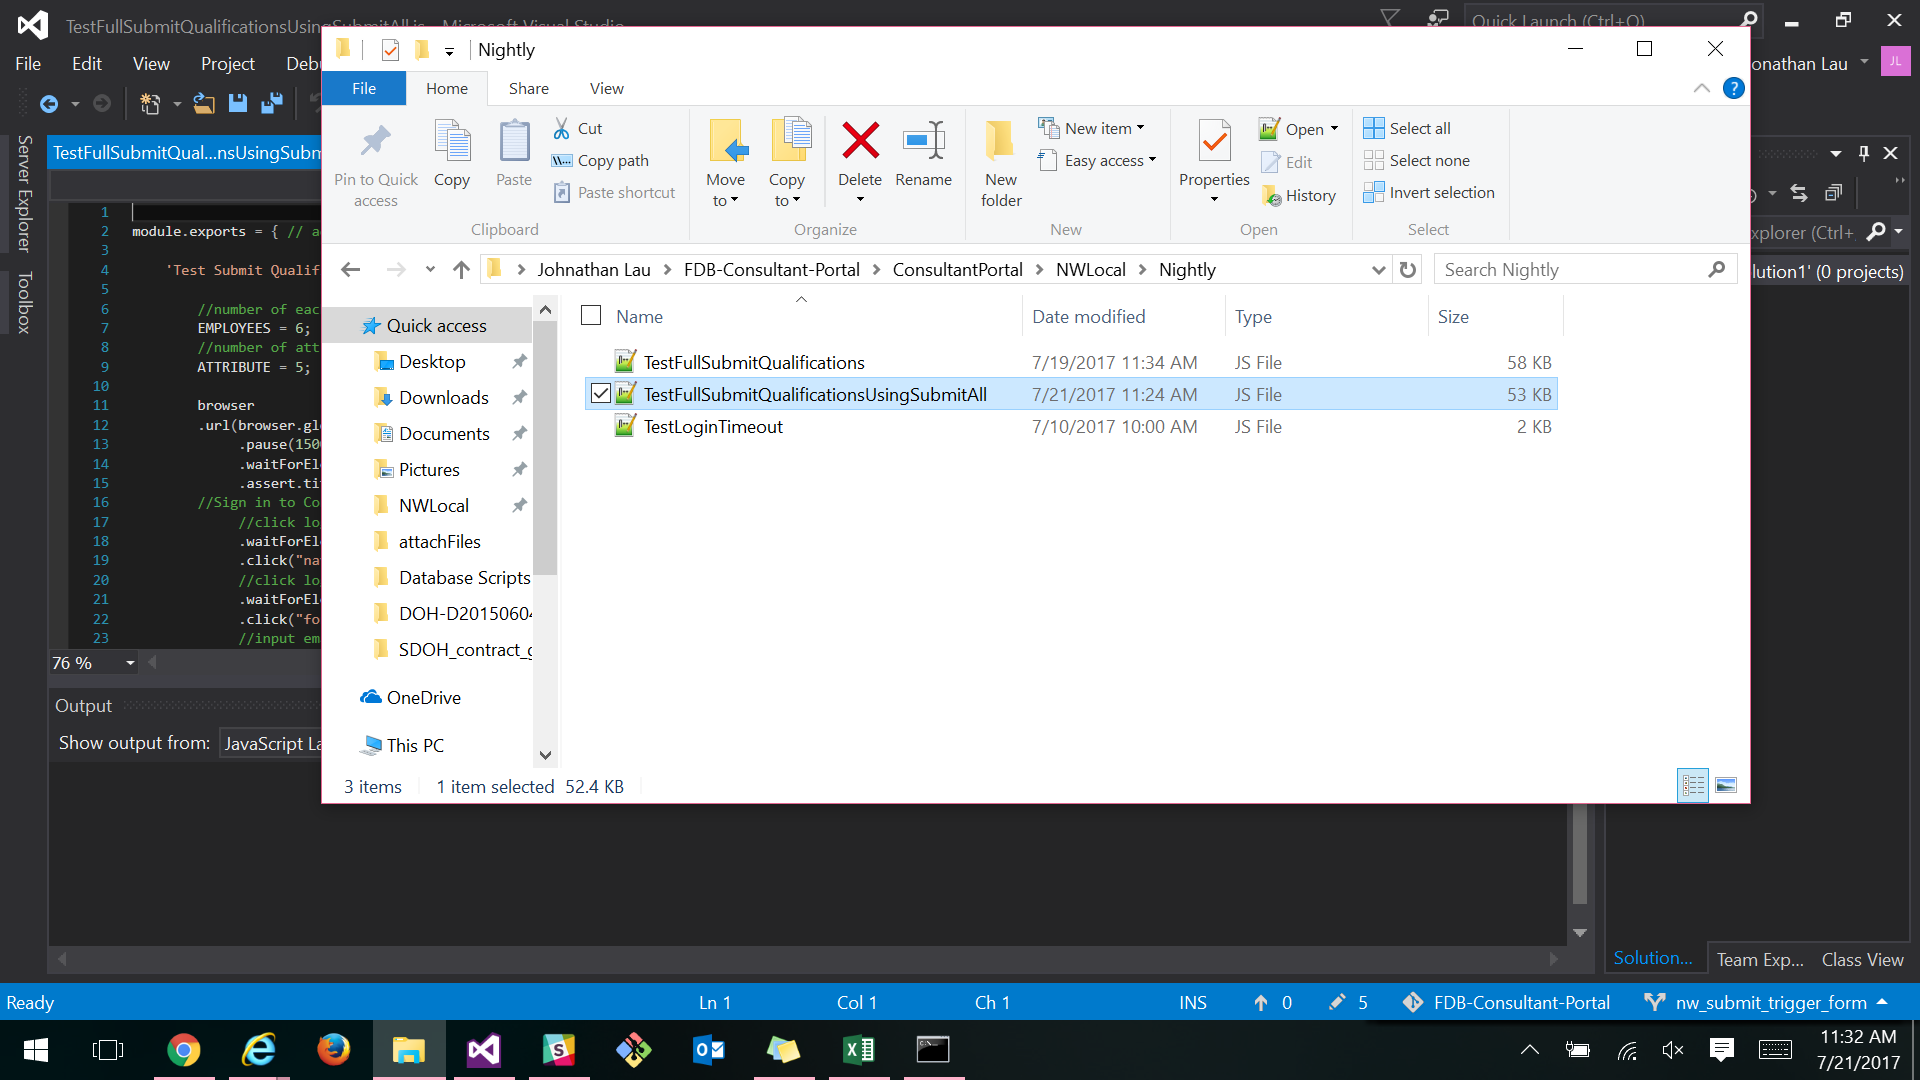 TestFullSubmitQualificationsUsingSubmitAll.js - Microsoft Visual Studio
Quick Launch (Ctrl+Q)
File Edit View Project Deb
onathan Lau JL
Nightly
File Home Share View
Pin to Quick access
Copy
Paste
Cut
Copy path
Paste shortcut
Clipboard
Move to
Copy to
Delete
Rename
Organize
New folder
New item
Easy access
New
Properties
Open
Edit
History
Open
Select all
Select none
Invert selection
Select
Johnathan Lau FDB-Consultant-Portal ConsultantPortal NWLocal Nightly
Search Nightly
Name Date modified Type Size
TestFullSubmitQualifications 7/19/2017 11:34 AM JS File 58 KB
TestFullSubmitQualificationsUsingSubmitAll 7/21/2017 11:24 AM JS File 53 KB
TestLoginTimeout 7/10/2017 10:00 AM JS File 2 KB
Quick access
Desktop
Downloads
Documents
Pictures
NWLocal
attachFiles
Database Scripts
DOH-D2015060
SDOH_contract_g
OneDrive
This PC
3 items 1 item selected 52.4 KB
Server Explorer
Toolbox
TestFullSubmitQual...nsUsingSubm
1
2 module.exports = { // a
3
4 'Test Submit Qualif
5
6 //number of eac
7 EMPLOYEES = 6;
8 //number of att
9 ATTRIBUTE = 5;
10
11 browser
12 .url(browser.gl
13 .pause(150
14 .waitForEl
15 .assert.ti
16 //Sign in to Co
17 //click lo
18 .waitForEl
19 .click("na
20 //click lo
21 .waitForEl
22 .click("fo
23 //input em
76 %
Output
Show output from: JavaScript La
xplorer (Ctrl+
lution1' (0 projects)
Solution... Team Exp... Class View
Ready Ln 1 Col 1 Ch 1 INS 0 5 FDB-Consultant-Portal nw_submit_trigger_form
11:32 AM
7/21/2017